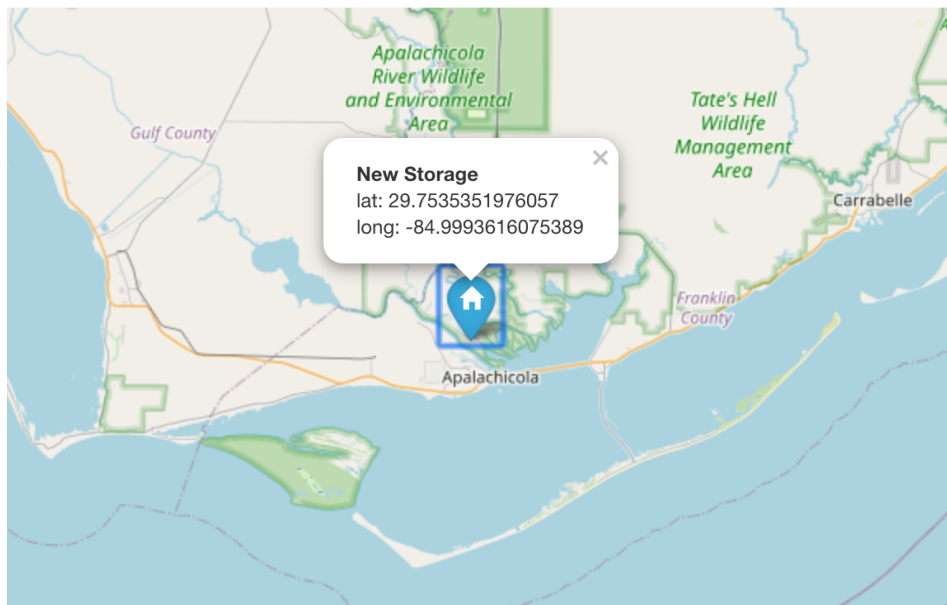 Apalachicola
River Wildlife
and Environmental
Area
Tate's Hell
Wildlife
Management
Area
Gulf County
×
New Storage
lat: 29.7535351976057
long: -84.9993616075389
Carrabelle
Franklin
County
Apalachicola